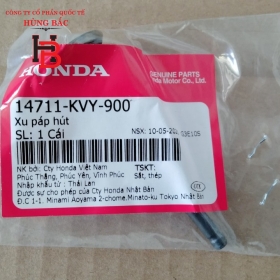 CÔNG TY CỔ PHẦN QUỐC TẾ
HÙNG BẮC
HONDA
GENUINE PARTS
Honda Motor Co., Ltd.
14711-KVY-900
Xu páp hút
SL: 1 Cái
NSX: 10-05-201
NK bởi: Cty Honda Việt Nam
TSKT:
Phúc Thắng, Phúc Yên, Vĩnh Phúc
Sắt, thép
Nhập khẩu từ: Thái Lan
Được sự cho phép của Cty Honda Nhật Bản
Đ.C 1-1. Minami Aoyama 2-chome.Minato-ku Tokyo Nhật Bản